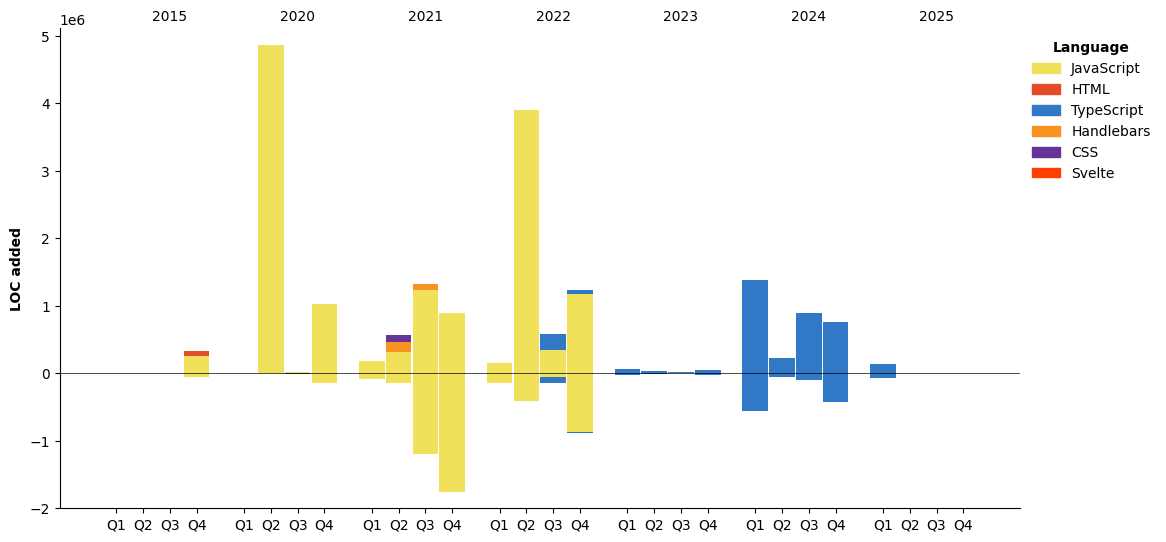 2015 2020 2021 2022 2023 2024 2025
1e6
Language
JavaScript
HTML
TypeScript
Handlebars
CSS
Svelte
LOC added
5
4
3
2
1
0
−1
−2
Q1 Q2 Q3 Q4 Q1 Q2 Q3 Q4 Q1 Q2 Q3 Q4 Q1 Q2 Q3 Q4 Q1 Q2 Q3 Q4 Q1 Q2 Q3 Q4 Q1 Q2 Q3 Q4